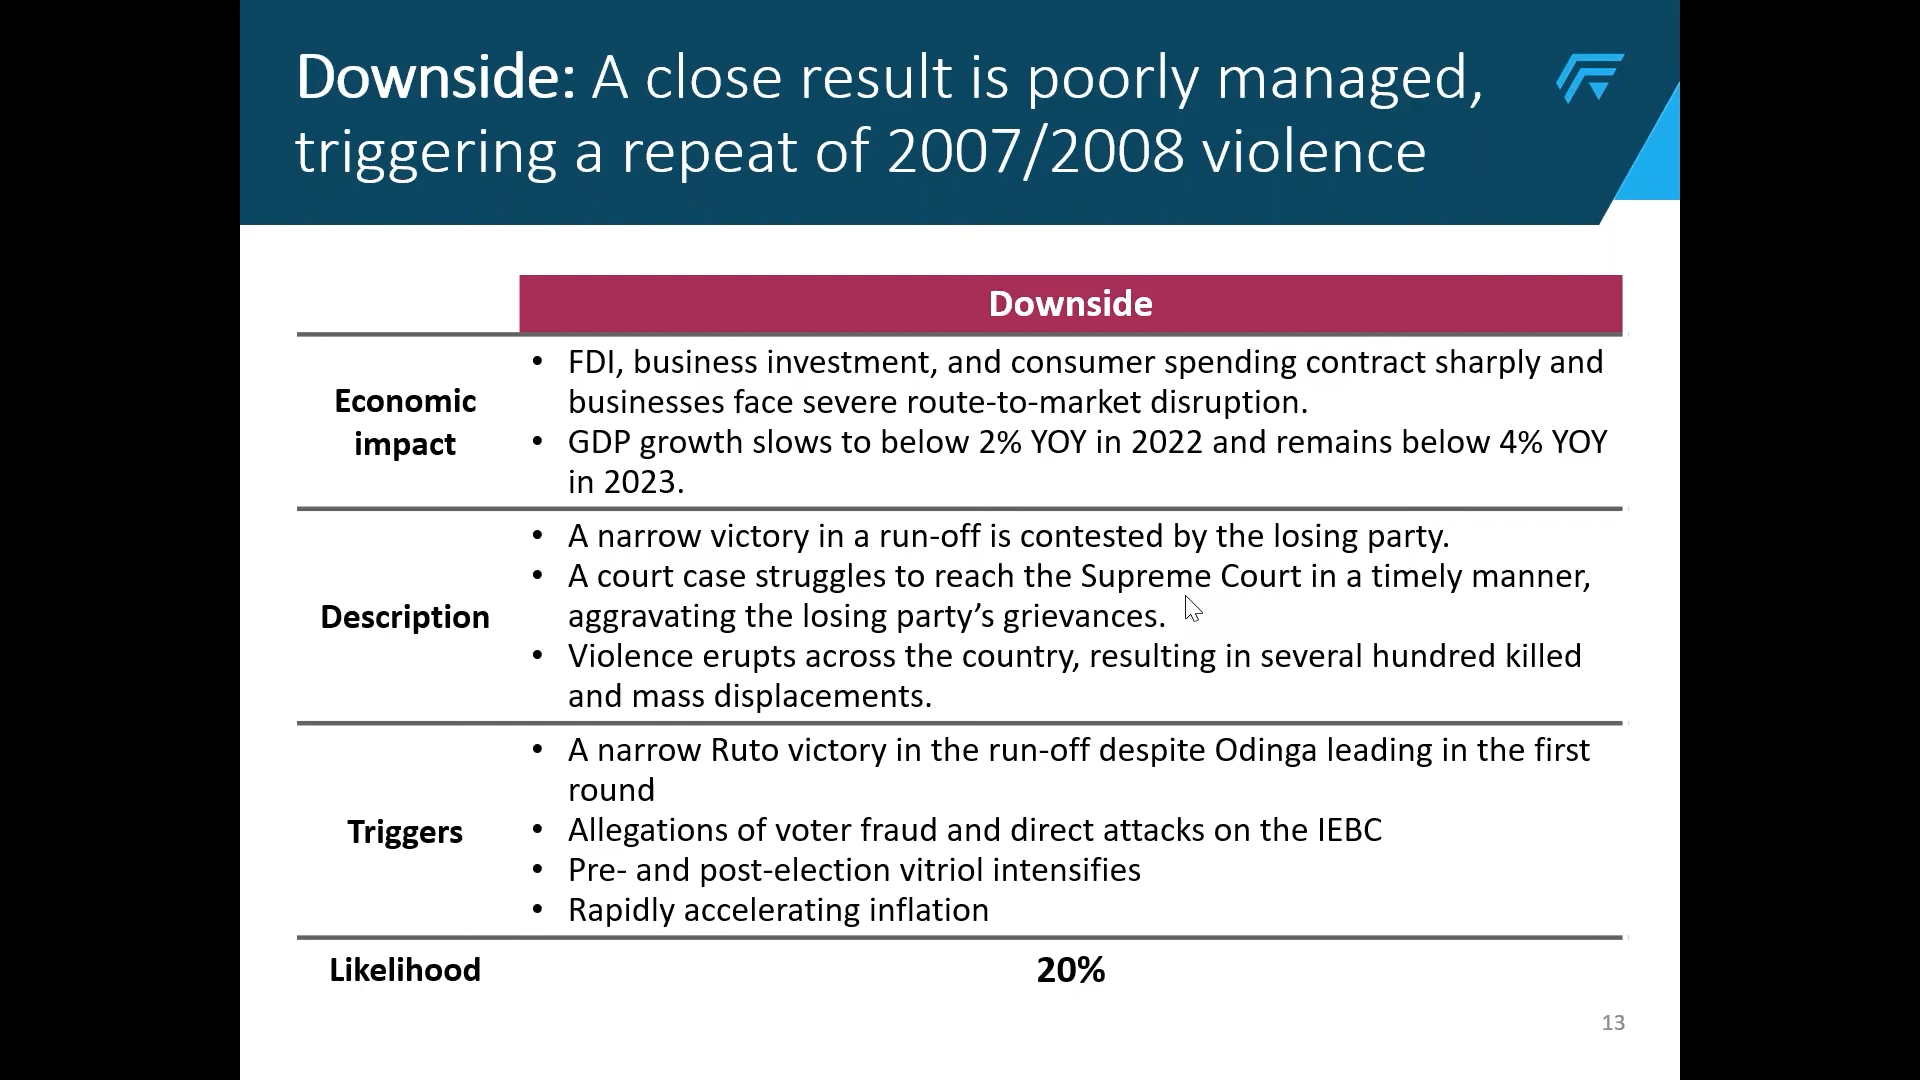 Downside: A close result is poorly managed,
triggering a repeat of 2007/2008 violence
Downside
Economic
impact
• FDI, business investment, and consumer spending contract sharply and
businesses face severe route-to-market disruption.
• GDP growth slows to below 2% YOY in 2022 and remains below 4% YOY
in 2023.
Description
• A narrow victory in a run-off is contested by the losing party.
• A court case struggles to reach the Supreme Court in a timely manner,
aggravating the losing party’s grievances.
• Violence erupts across the country, resulting in several hundred killed
and mass displacements.
Triggers
• A narrow Ruto victory in the run-off despite Odinga leading in the first
round
• Allegations of voter fraud and direct attacks on the IEBC
• Pre- and post-election vitriol intensifies
• Rapidly accelerating inflation
Likelihood
20%
13